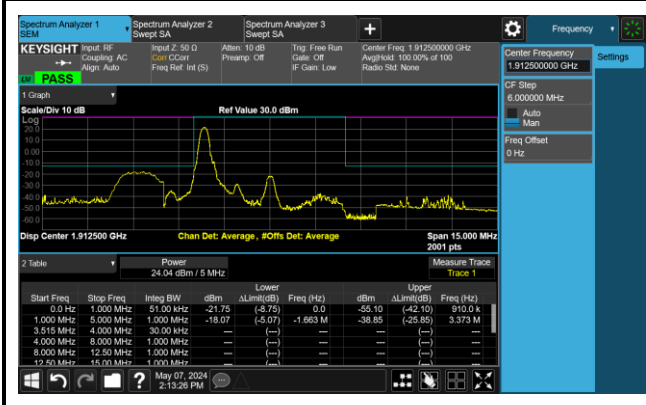 Spectrum Analyzer 1
SEM
Spectrum Analyzer 2
Swept SA
Spectrum Analyzer 3
Swept SA
+
Frequency
KEYSIGHT
Input: RF
Coupling: AC
Align: Auto
Input Z: 50 Ω
Corr CCorr
Freq Ref: Int (S)
Atten: 10 dB
Preamp: Off
Trig: Free Run
Gate: Off
IF Gain: Low
Center Freq: 1.912500000 GHz
Avg|Hold: 100.00% of 100
Radio Std: None
PASS
Center Frequency
1.912500000 GHz
Settings
CF Step
6.000000 MHz
Auto
Man
Freq Offset
0 Hz
1 Graph
Scale/Div 10 dB
Ref Value 30.0 dBm
Log
20.0
10.0
0.00
-10.0
-20.0
-30.0
-40.0
-50.0
-60.0
Disp Center 1.912500 GHz
Chan Det: Average, #Offs Det: Average
Span 15.000 MHz
2001 pts
2 Table
Power
24.04 dBm / 5 MHz
Measure Trace
Trace 1
Lower Upper
Start Freq Stop Freq Integ BW dBm ΔLimit(dB) Freq (Hz) dBm ΔLimit(dB) Freq (Hz)
0.0 Hz 1.000 MHz 51.00 kHz -21.75 (-8.75) 0.0 -55.10 (-42.10) 910.0 k
1.000 MHz 5.000 MHz 1.000 MHz -18.07 (-5.07) -1.663 M -38.85 (-25.85) 3.373 M
3.515 MHz 4.000 MHz 30.00 kHz --- (---) --- --- (---) ---
4.000 MHz 8.000 MHz 1.000 MHz --- (---) --- --- (---) ---
8.000 MHz 12.50 MHz 1.000 MHz --- (---) --- --- (---) ---
12.50 MHz 15.00 MHz 1.000 MHz --- (---) --- --- (---) ---
?
May 07, 2024
2:13:26 PM